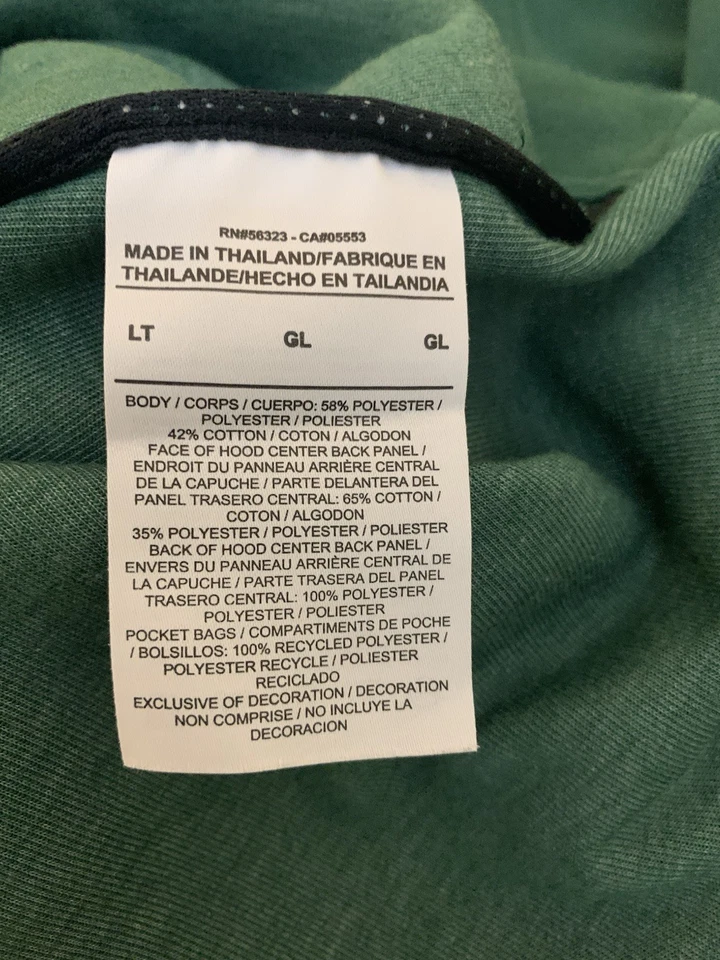 RN#56323 - CA#05553
MADE IN THAILAND/FABRIQUE EN
THAILANDE/HECHO EN TAILANDIA
LT GL GL
BODY / CORPS / CUERPO: 58% POLYESTER /
POLYESTER / POLIESTER
42% COTTON / COTON / ALGODON
FACE OF HOOD CENTER BACK PANEL /
ENDROIT DU PANNEAU ARRIÈRE CENTRAL
DE LA CAPUCHE / PARTE DELANTERA DEL
PANEL TRASERO CENTRAL: 65% COTTON /
COTON / ALGODON
35% POLYESTER / POLYESTER / POLIESTER
BACK OF HOOD CENTER BACK PANEL /
ENVERS DU PANNEAU ARRIÈRE CENTRAL DE
LA CAPUCHE / PARTE TRASERA DEL PANEL
TRASERO CENTRAL: 100% POLYESTER /
POLYESTER / POLIESTER
POCKET BAGS / COMPARTIMENTS DE POCHE
/ BOLSILLOS: 100% RECYCLED POLYESTER /
POLYESTER RECYCLE / POLIESTER
RECICLADO
EXCLUSIVE OF DECORATION / DECORATION
NON COMPRISE / NO INCLUYE LA
DECORACION